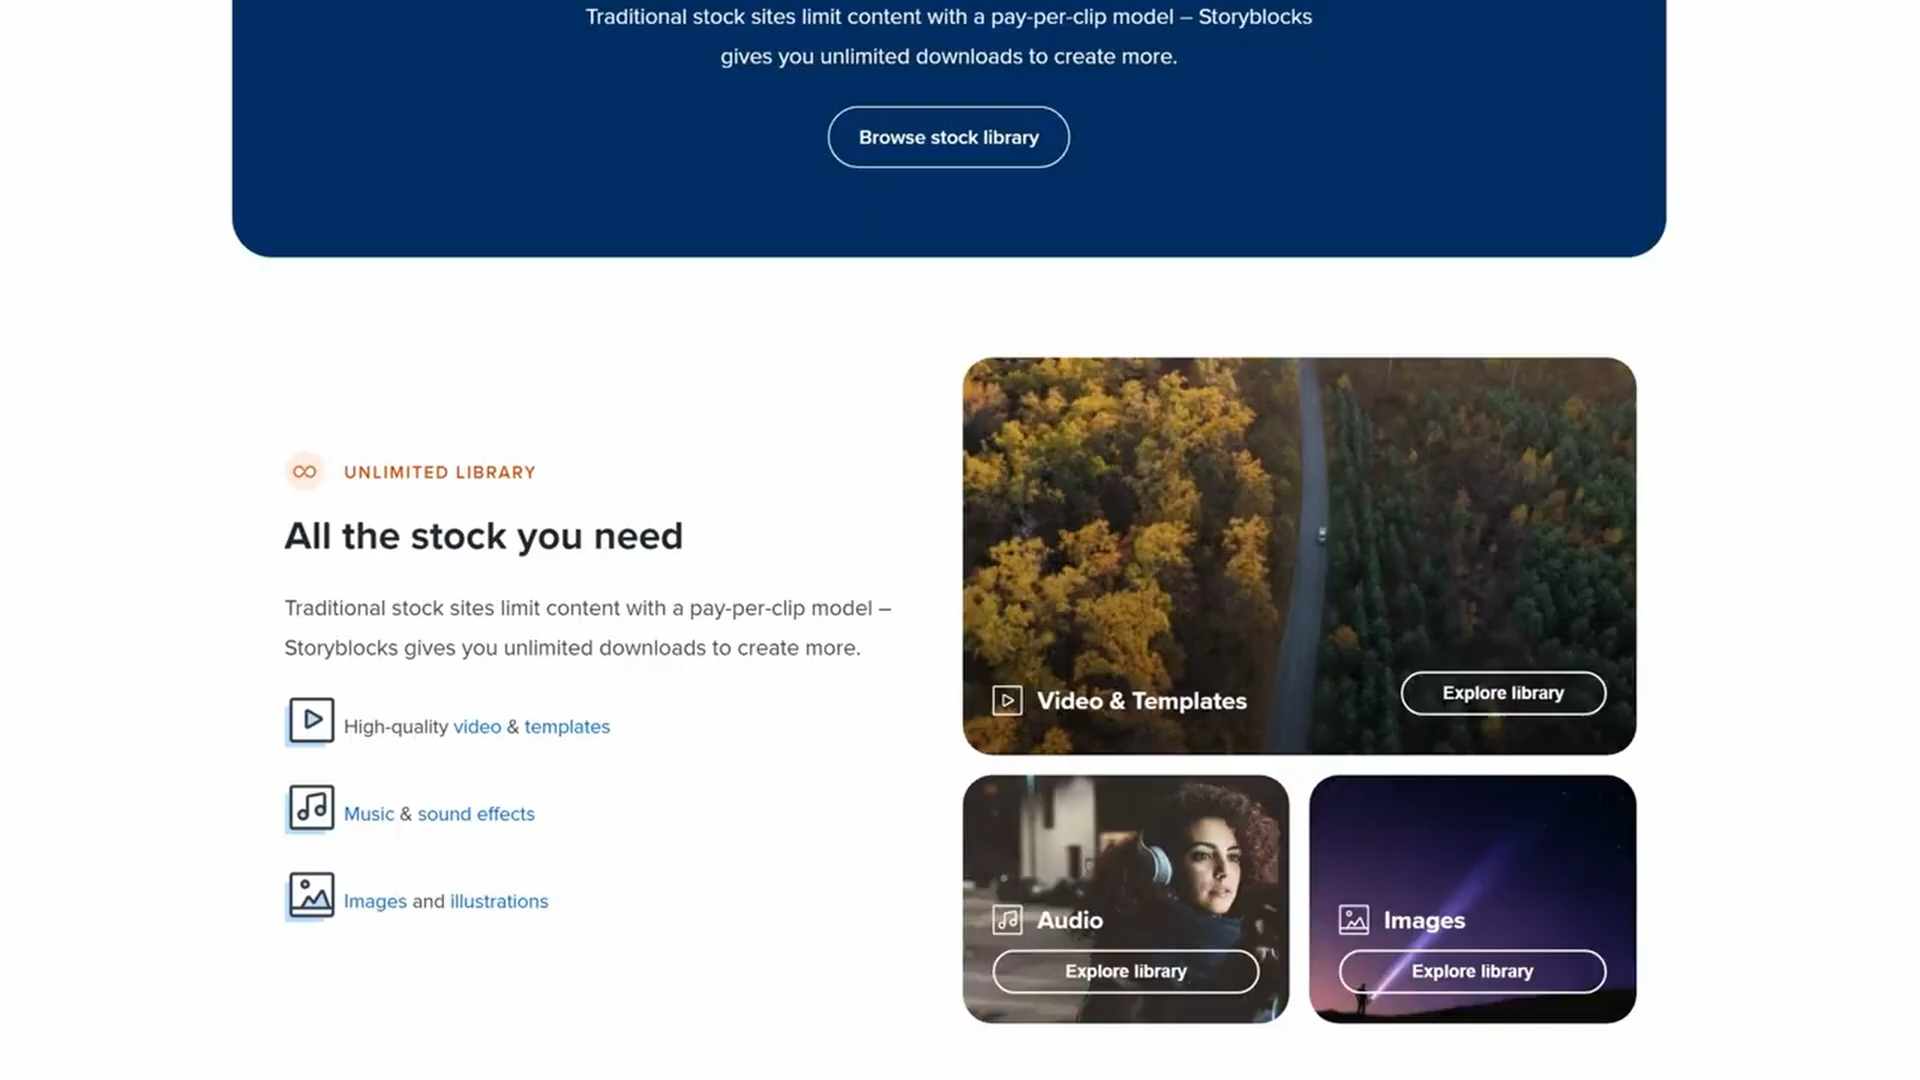 Traditional stock sites limit content with a pay-per-clip model – Storyblocks
gives you unlimited downloads to create more.
Browse stock library
UNLIMITED LIBRARY
All the stock you need
Traditional stock sites limit content with a pay-per-clip model –
Storyblocks gives you unlimited downloads to create more.
High-quality video & templates
Music & sound effects
Images and illustrations
Video & Templates
Explore library
Audio
Explore library
Images
Explore library